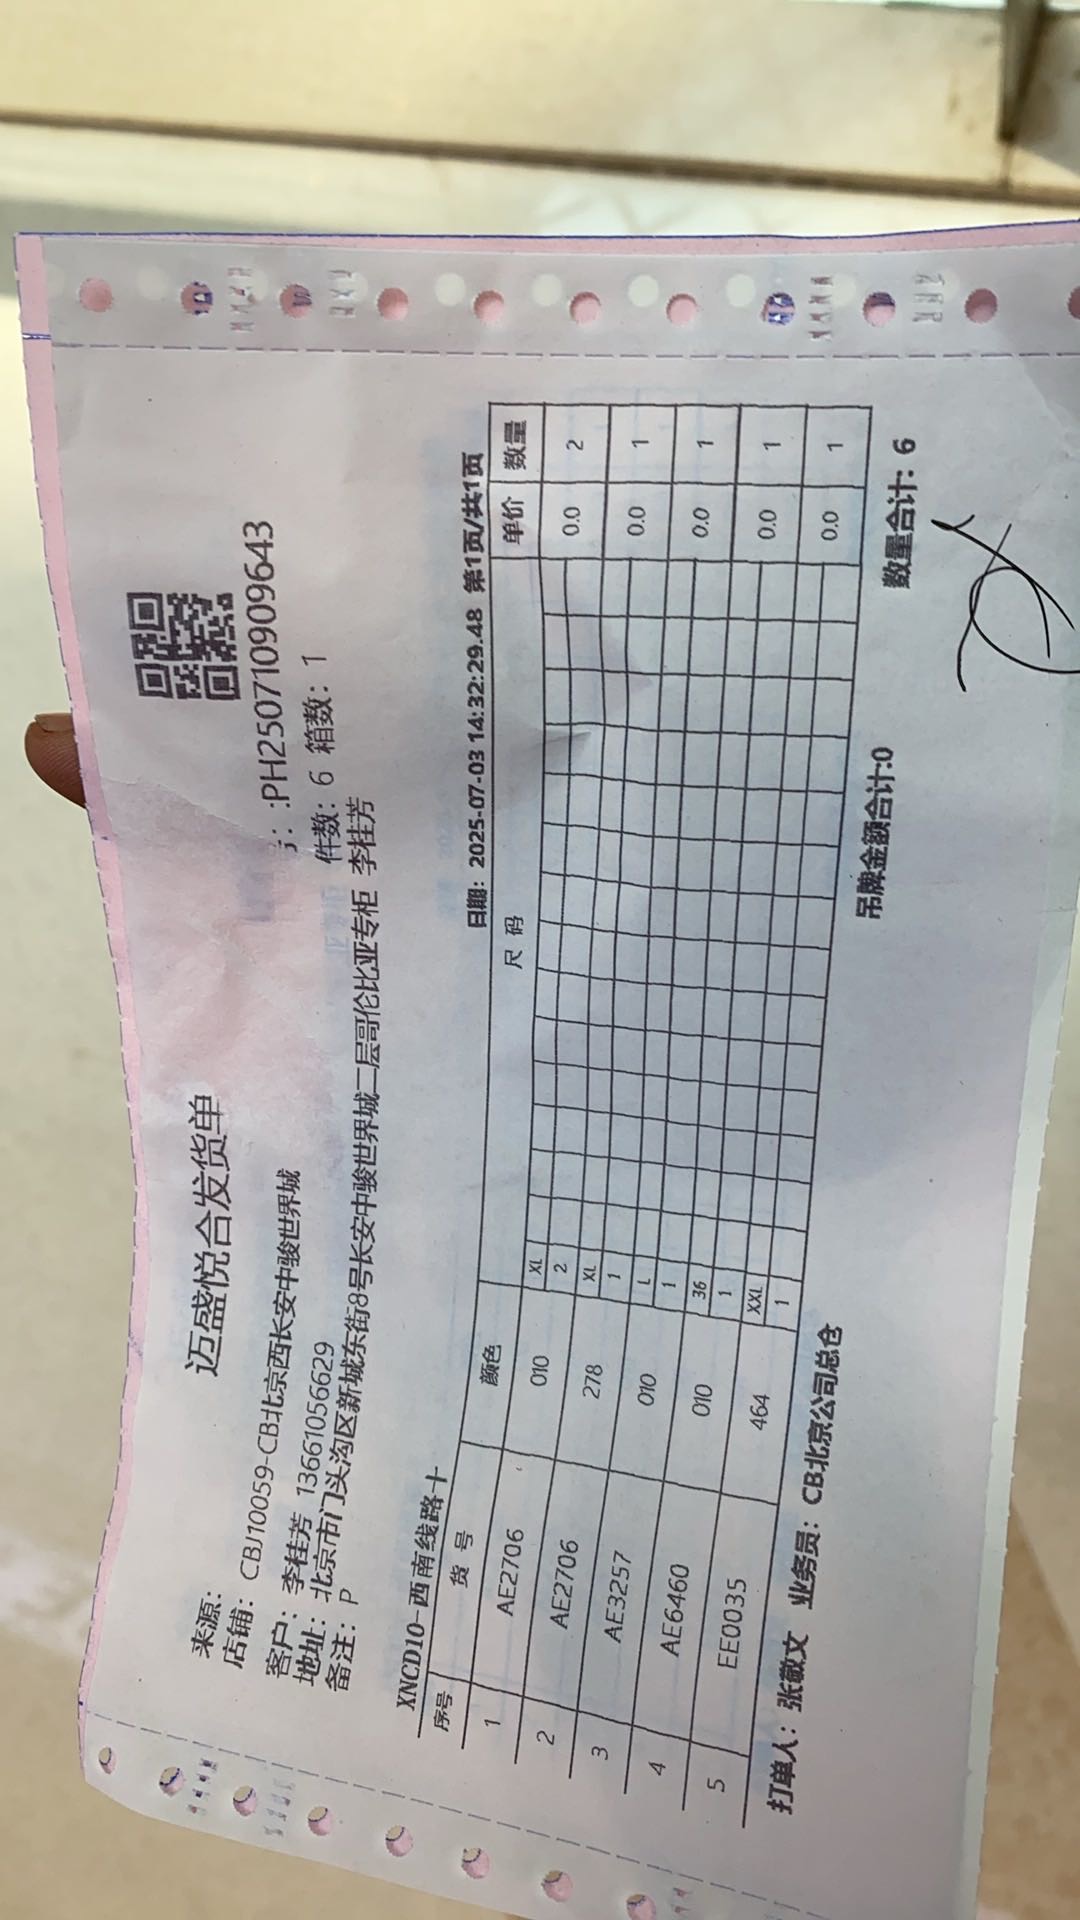 迈盛悦合发货单
来源:
店铺: CBJ10059-CB北京西长安中骏世界城 号: :PH250710909643
客户: 李桂芳 13661056629 件数: 6 箱数: 1
地址: 北京市门头沟区新城东街8号长安中骏世界城二层哥伦比亚专柜 李桂芳
备注: P
XNCD10-西南线路十 日期: 2025-07-03 14:32:29.48 第1页/共1页
序号 货号 颜色 尺码 单价 数量
XL
1 AE2706 010 2 0.0 2
XL
2 AE2706 278 1 0.0 1
L
3 AE3257 010 1 0.0 1
36
4 AE6460 010 1 0.0 1
XXL
5 EE0035 464 1 0.0 1
打单人: 张敬文 业务员: CB北京公司总仓 吊牌金额合计:0 数量合计: 6